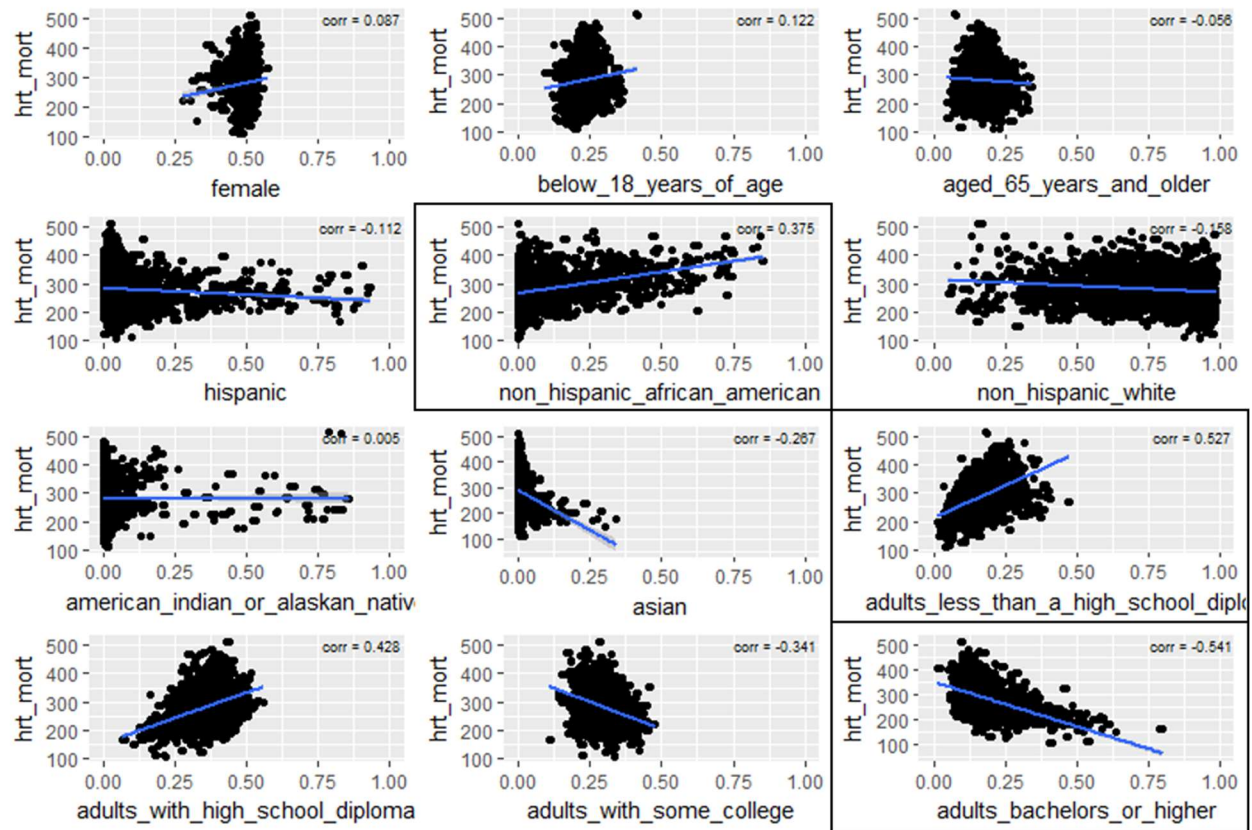 corr = 0.087
hrt_mort
400
300
200
100
0.00 0.25 0.50 0.75 1.00
female
corr = 0.122
hrt_mort
500
400
300
200
100
0.00 0.25 0.50 0.75 1.00
below_18_years_of_age
corr = -0.056
hrt_mort
400
300
200
100
0.00 0.25 0.50 0.75 1.00
aged_65_years_and_older
corr = -0.112
hrt_mort
500
400
300
200
100
0.00 0.25 0.50 0.75 1.00
hispanic
corr = 0.375
hrt_mort
500
400
300
200
100
0.00 0.25 0.50 0.75 1.00
non_hispanic_african_american
corr = -0.158
hrt_mort
500
400
300
200
100
0.00 0.25 0.50 0.75 1.00
non_hispanic_white
corr = 0.005
hrt_mort
500
400
300
200
100
0.00 0.25 0.50 0.75 1.00
american_indian_or_alaskan_nativ
corr = -0.267
hrt_mort
500
400
300
200
100
0.00 0.25 0.50 0.75 1.00
asian
corr = 0.527
hrt_mort
500
400
300
200
100
0.00 0.25 0.50 0.75 1.00
adults_less_than_a_high_school_diplo
corr = 0.428
hrt_mort
500
400
300
200
100
0.00 0.25 0.50 0.75 1.00
adults_with_high_school_diploma
corr = -0.341
hrt_mort
500
400
300
200
100
0.00 0.25 0.50 0.75 1.00
adults_with_some_college
corr = -0.541
hrt_mort
500
400
300
200
100
0.00 0.25 0.50 0.75 1.00
adults_bachelors_or_higher